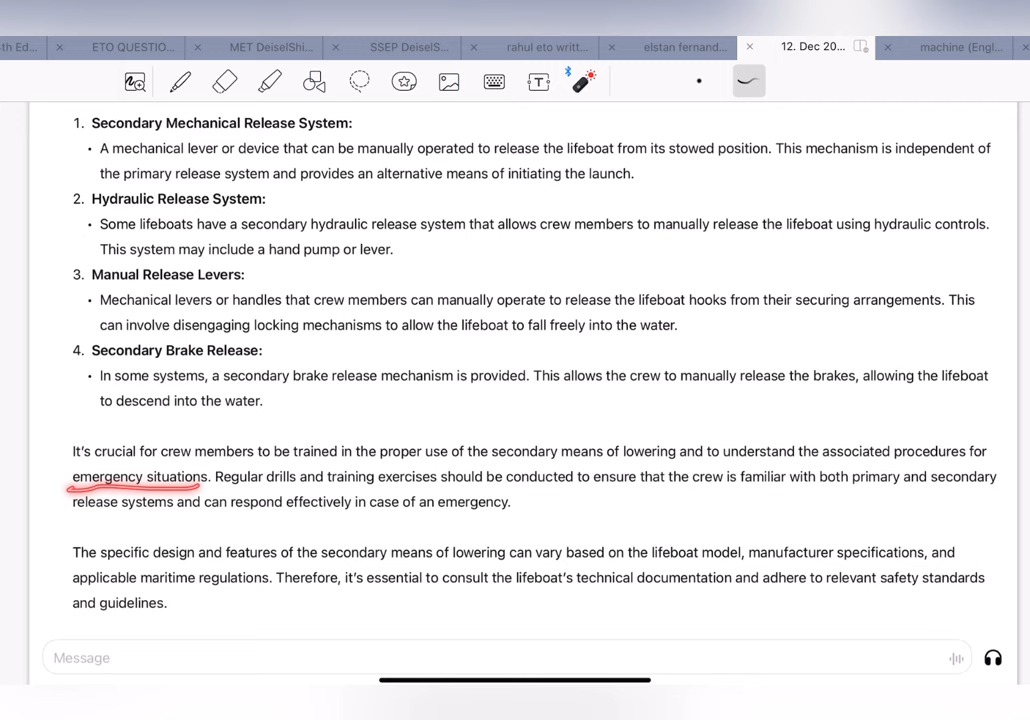 th Ed...
ETO QUESTIO...
MET DeiselShi...
SSEP DeiselS...
rahul eto writt...
elstan fernand...
12. Dec 20...
machine (Engl...
1. Secondary Mechanical Release System:
• A mechanical lever or device that can be manually operated to release the lifeboat from its stowed position. This mechanism is independent of
the primary release system and provides an alternative means of initiating the launch.
2. Hydraulic Release System:
• Some lifeboats have a secondary hydraulic release system that allows crew members to manually release the lifeboat using hydraulic controls.
This system may include a hand pump or lever.
3. Manual Release Levers:
• Mechanical levers or handles that crew members can manually operate to release the lifeboat hooks from their securing arrangements. This
can involve disengaging locking mechanisms to allow the lifeboat to fall freely into the water.
4. Secondary Brake Release:
• In some systems, a secondary brake release mechanism is provided. This allows the crew to manually release the brakes, allowing the lifeboat
to descend into the water.
It's crucial for crew members to be trained in the proper use of the secondary means of lowering and to understand the associated procedures for
emergency situations. Regular drills and training exercises should be conducted to ensure that the crew is familiar with both primary and secondary
release systems and can respond effectively in case of an emergency.
The specific design and features of the secondary means of lowering can vary based on the lifeboat model, manufacturer specifications, and
applicable maritime regulations. Therefore, it's essential to consult the lifeboat's technical documentation and adhere to relevant safety standards
and guidelines.
Message